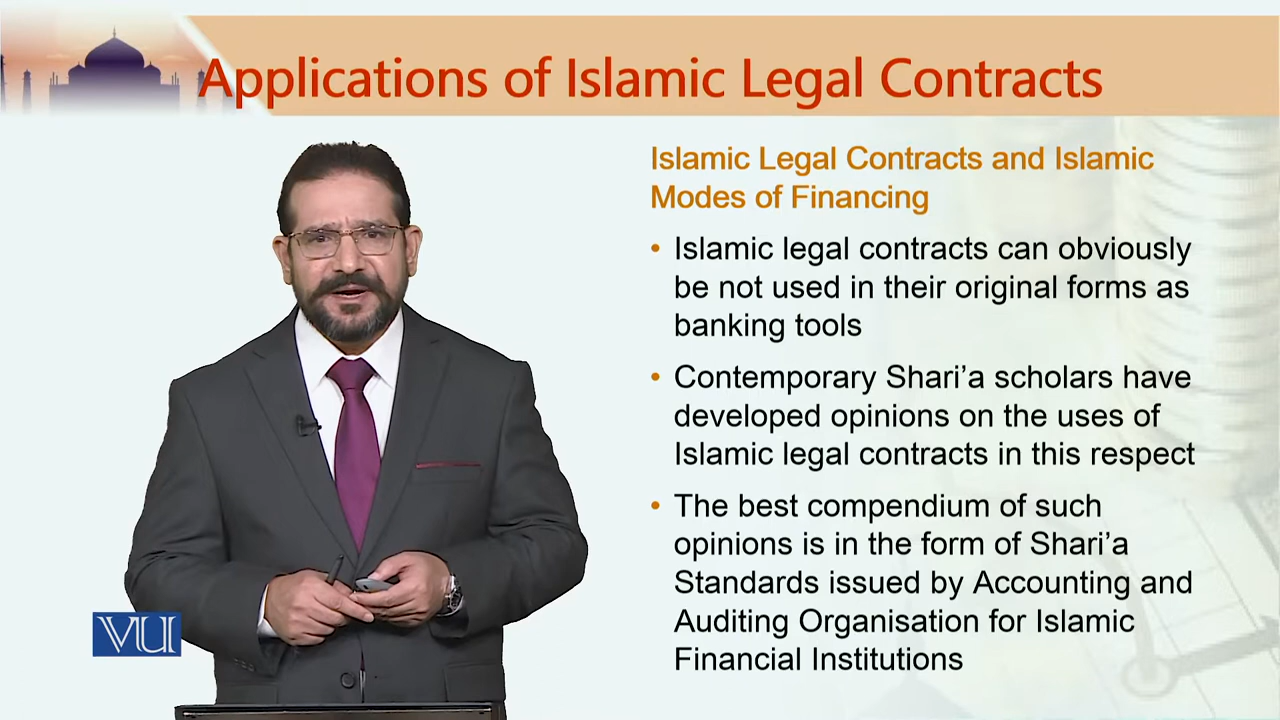 Applications of Islamic Legal Contracts
Islamic Legal Contracts and Islamic
Modes of Financing
• Islamic legal contracts can obviously
be not used in their original forms as
banking tools
• Contemporary Shari’a scholars have
developed opinions on the uses of
Islamic legal contracts in this respect
• The best compendium of such
opinions is in the form of Shari’a
Standards issued by Accounting and
Auditing Organisation for Islamic
Financial Institutions
VU